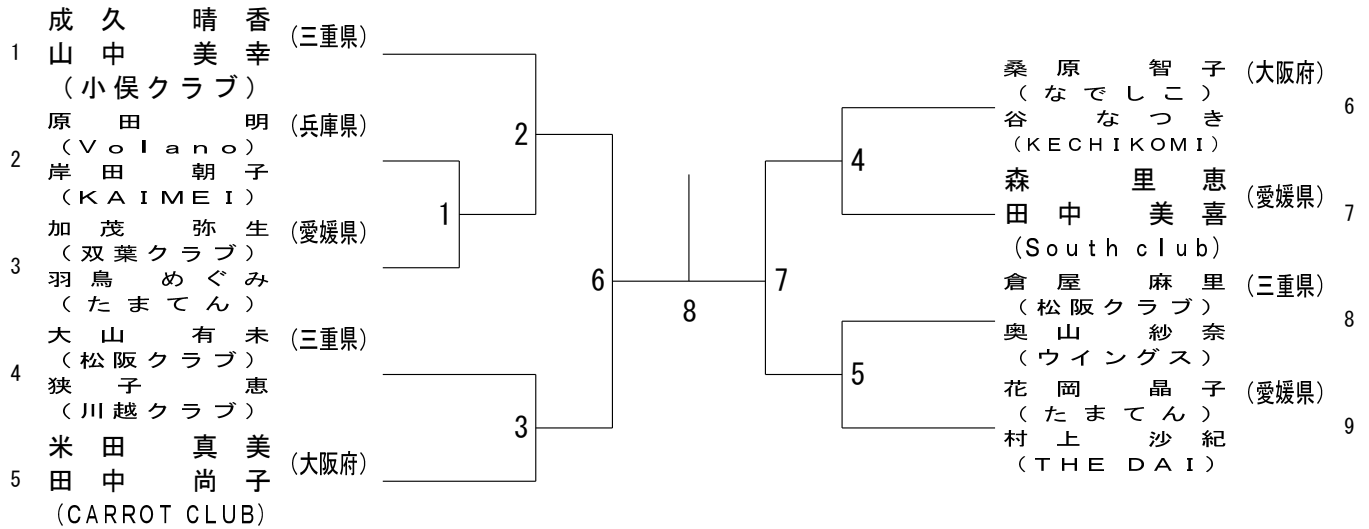 成久 晴香
(三重県)
1 山中 美幸
(小俣クラブ)
原田 明
(兵庫県)
(Volano)
2
岸田 朝子
(KAIMEI)
加茂 弥生
(愛媛県)
(双葉クラブ)
3
羽鳥 めぐみ
(たまてん)
大山 有未
(三重県)
(松阪クラブ)
4
狭子 恵
(川越クラブ)
米田 真美
(大阪府)
5 田中 尚子
(CARROT CLUB)
2
1
6
3
8
7
4
5
桑原 智子
(大阪府)
(なでしこ)
6
谷 なつき
(KECHIKOMI)
森 里恵
(愛媛県)
田中 美喜
7
(South club)
倉屋 麻里
(三重県)
(松阪クラブ)
8
奥山 紗奈
(ウイングス)
花岡 晶子
(愛媛県)
(たまてん)
9
村上 沙紀
(THE DAI)